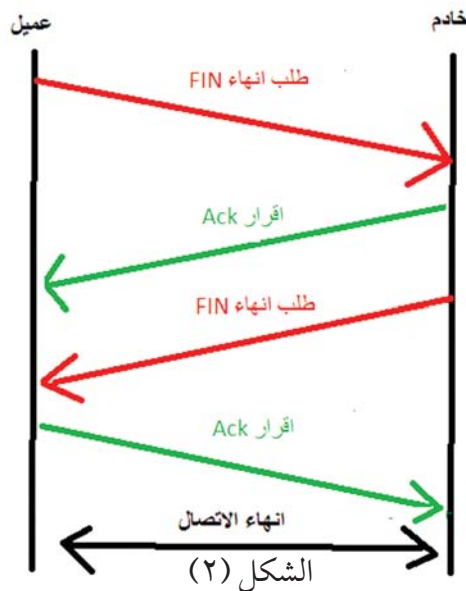 خادم
عميل
طلب انهاء FIN
اقرار Ack
طلب انهاء FIN
اقرار Ack
انهاء الاتصال
الشكل (٢)